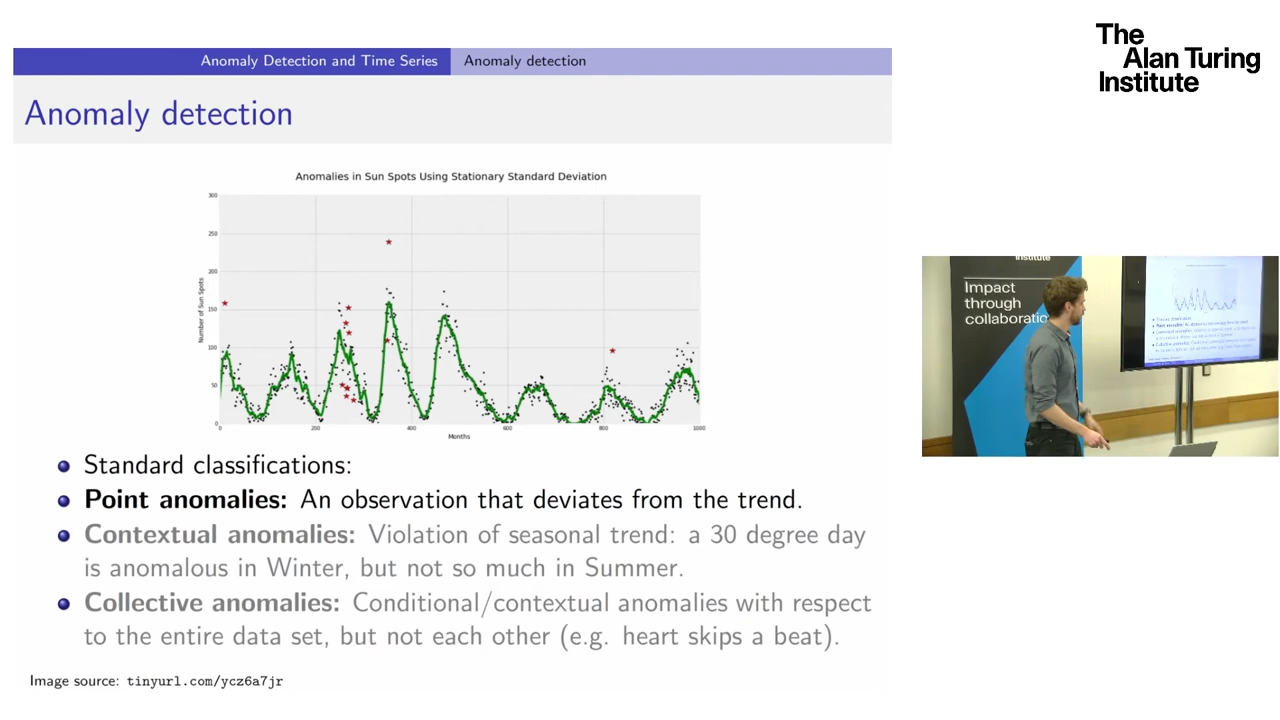 The
Alan Turing
Institute
Anomaly Detection and Time Series
Anomaly detection
Anomaly detection
Anomalies in Sun Spots Using Stationary Standard Deviation
300
250
200
150
100
50
0
Number of Sun Spots
0
200
400
600
800
1000
Months
Standard classifications:
Point anomalies: An observation that deviates from the trend.
Contextual anomalies: Violation of seasonal trend: a 30 degree day
is anomalous in Winter, but not so much in Summer.
Collective anomalies: Conditional/contextual anomalies with respect
to the entire data set, but not each other (e.g. heart skips a beat).
Image source: tinyurl.com/ycz6a7jr
Institute
Impact
through
collaboratio